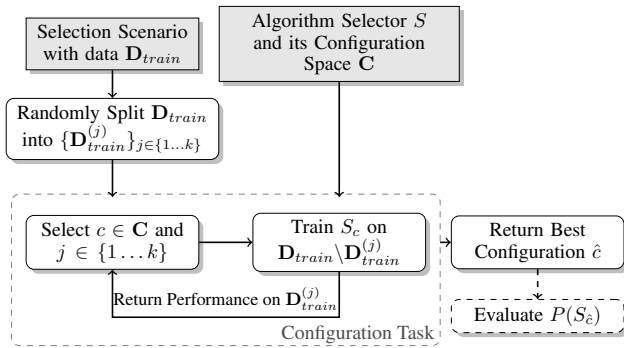 Selection Scenario
with data D_train
Algorithm Selector S
and its Configuration
Space C
Randomly Split D_train
into {D_train^(j)}_j∈{1...k}
Select c ∈ C and
j ∈ {1 . . . k}
Train S_c on
D_train\D_train^(j)
Return Best
Configuration ĉ
Return Performance on D_train^(j)
Evaluate P(S_ĉ)
Configuration Task